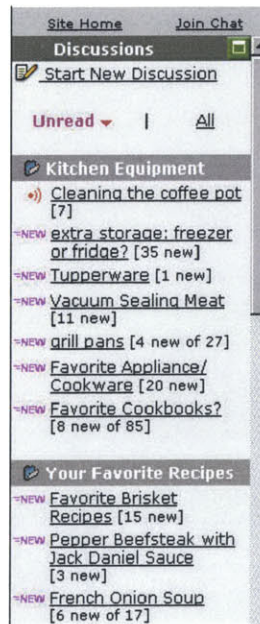 Site Home Join Chat
Discussions
Start New Discussion
Unread | All
Kitchen Equipment
Cleaning the coffee pot
[7]
NEW extra storage: freezer
or fridge? [35 new]
NEW Tupperware [1 new]
NEW Vacuum Sealing Meat
[11 new]
NEW grill pans [4 new of 27]
NEW Favorite Appliance/
Cookware [20 new]
NEW Favorite Cookbooks?
[8 new of 85]
Your Favorite Recipes
NEW Favorite Brisket
Recipes [15 new]
NEW Pepper Beefsteak with
Jack Daniel Sauce
[3 new]
NEW French Onion Soup
[6 new of 17]